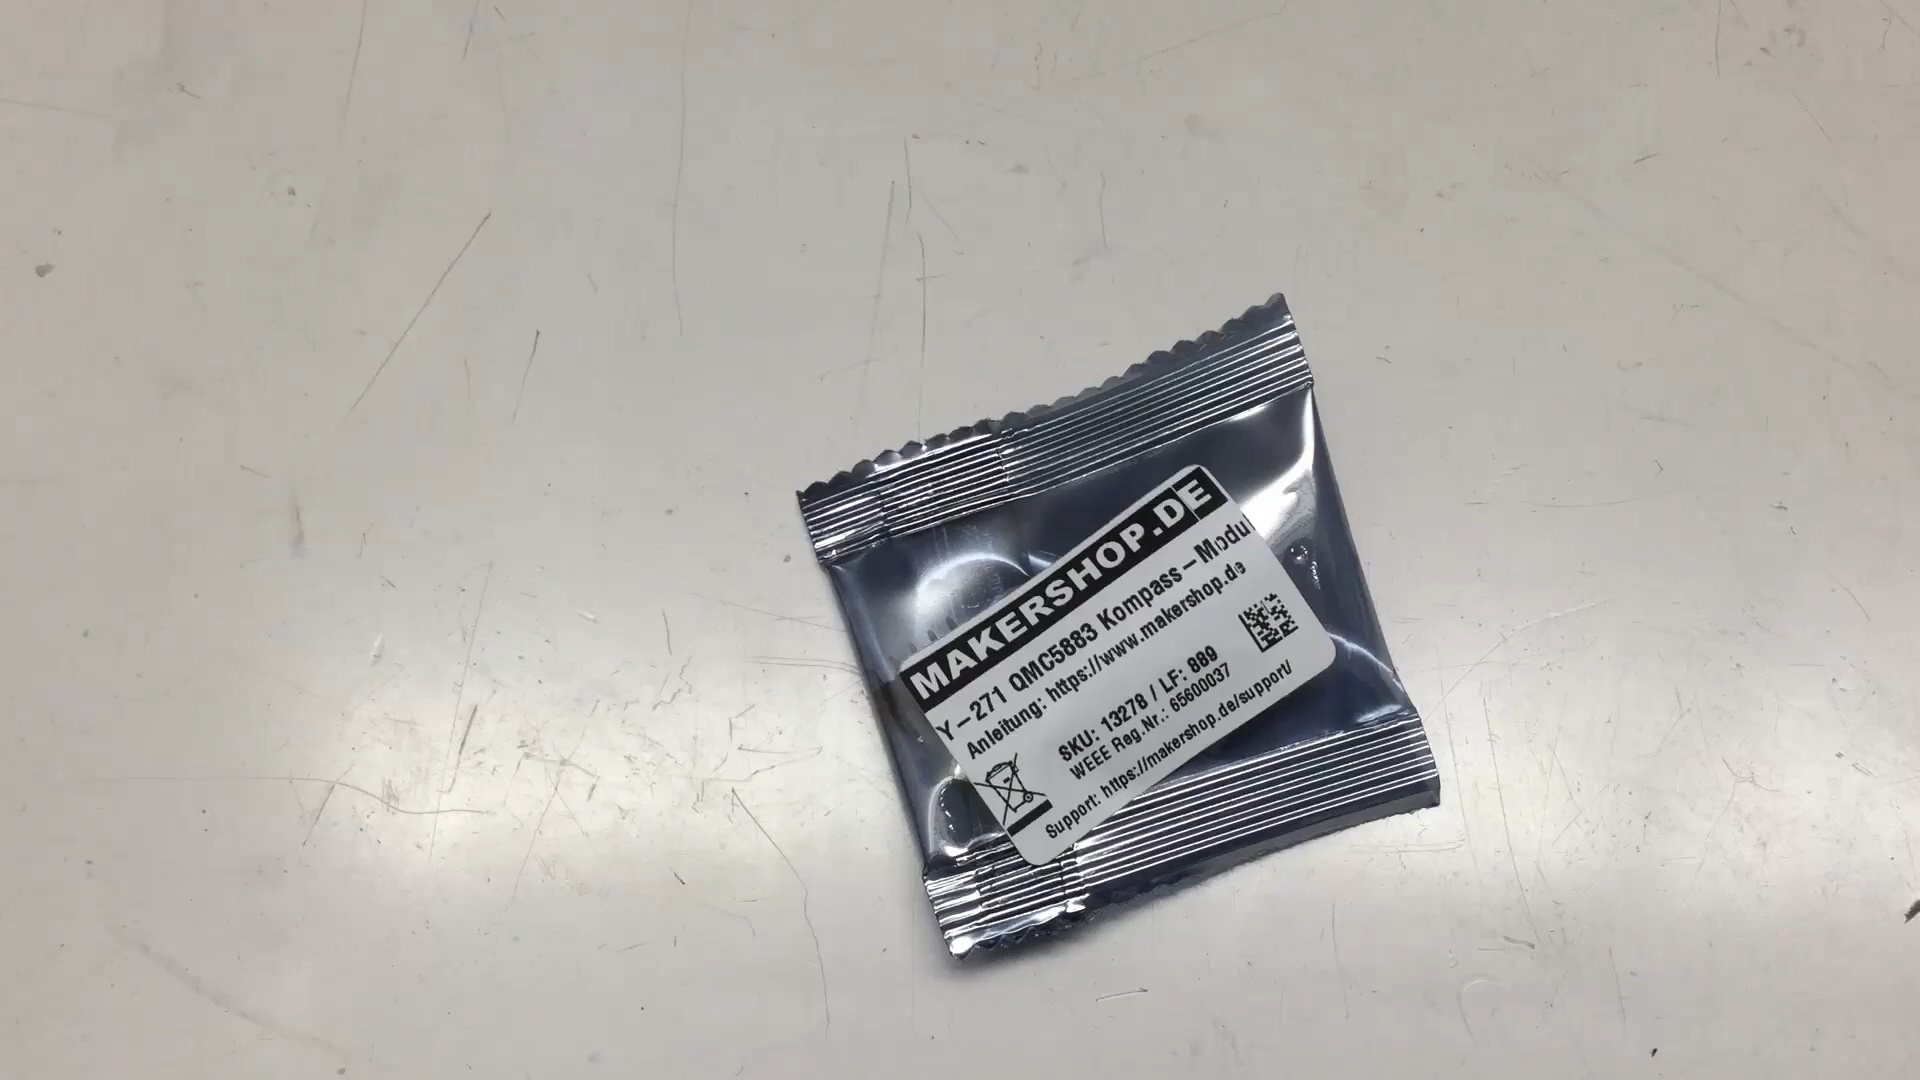 MAKERSHOP.DE
Y-271 QMC5883 Kompass-Modul
Anleitung: https://www.makershop.de
SKU: 13278 / LF: 889
WEEE Reg.Nr.: 65600037
Support: https://makershop.de/support/